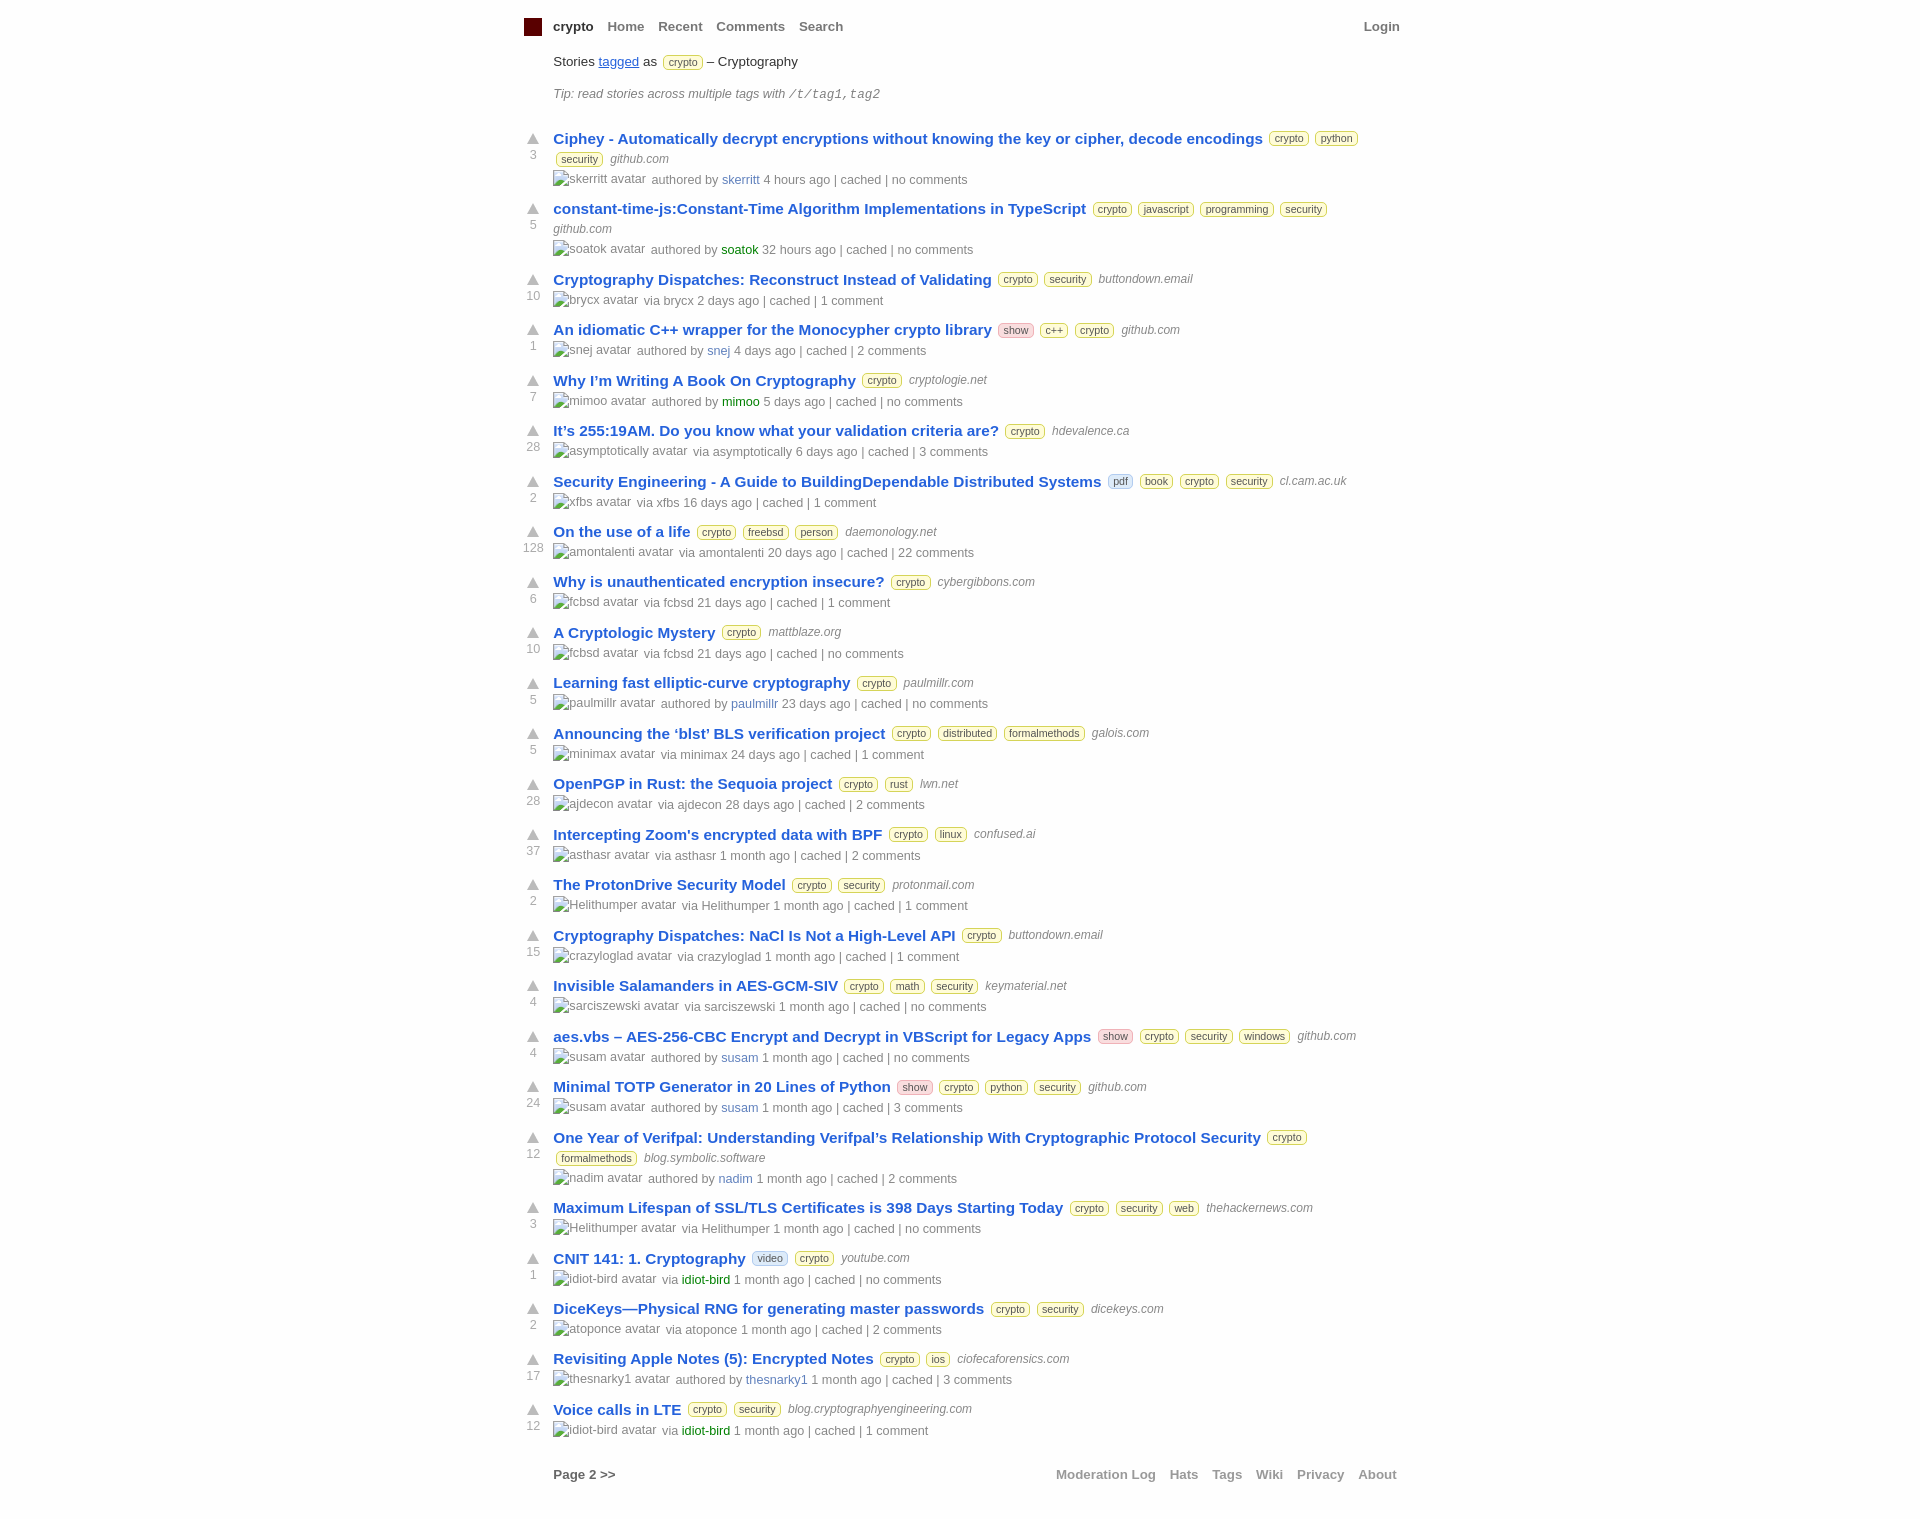 crypto Home Recent Comments Search Login
Stories tagged as crypto – Cryptography
Tip: read stories across multiple tags with /t/tag1,tag2
Ciphey - Automatically decrypt encryptions without knowing the key or cipher, decode encodings crypto python
3 security github.com
skerritt avatar authored by skerritt 4 hours ago | cached | no comments
constant-time-js:Constant-Time Algorithm Implementations in TypeScript crypto javascript programming security
5 github.com
soatok avatar authored by soatok 32 hours ago | cached | no comments
Cryptography Dispatches: Reconstruct Instead of Validating crypto security buttondown.email
10 brycx avatar via brycx 2 days ago | cached | 1 comment
An idiomatic C++ wrapper for the Monocypher crypto library show c++ crypto github.com
1 snej avatar authored by snej 4 days ago | cached | 2 comments
Why I’m Writing A Book On Cryptography crypto cryptologie.net
7 mimoo avatar authored by mimoo 5 days ago | cached | no comments
It’s 255:19AM. Do you know what your validation criteria are? crypto hdevalence.ca
28 asymptotically avatar via asymptotically 6 days ago | cached | 3 comments
Security Engineering - A Guide to BuildingDependable Distributed Systems pdf book crypto security cl.cam.ac.uk
2 xfbs avatar via xfbs 16 days ago | cached | 1 comment
On the use of a life crypto freebsd person daemonology.net
128 amontalenti avatar via amontalenti 20 days ago | cached | 22 comments
Why is unauthenticated encryption insecure? crypto cybergibbons.com
6 fcbsd avatar via fcbsd 21 days ago | cached | 1 comment
A Cryptologic Mystery crypto mattblaze.org
10 fcbsd avatar via fcbsd 21 days ago | cached | no comments
Learning fast elliptic-curve cryptography crypto paulmillr.com
5 paulmillr avatar authored by paulmillr 23 days ago | cached | no comments
Announcing the ‘blst’ BLS verification project crypto distributed formalmethods galois.com
5 minimax avatar via minimax 24 days ago | cached | 1 comment
OpenPGP in Rust: the Sequoia project crypto rust lwn.net
28 ajdecon avatar via ajdecon 28 days ago | cached | 2 comments
Intercepting Zoom's encrypted data with BPF crypto linux confused.ai
37 asthasr avatar via asthasr 1 month ago | cached | 2 comments
The ProtonDrive Security Model crypto security protonmail.com
2 Helithumper avatar via Helithumper 1 month ago | cached | 1 comment
Cryptography Dispatches: NaCl Is Not a High-Level API crypto buttondown.email
15 crazyloglad avatar via crazyloglad 1 month ago | cached | 1 comment
Invisible Salamanders in AES-GCM-SIV crypto math security keymaterial.net
4 sarciszewski avatar via sarciszewski 1 month ago | cached | no comments
aes.vbs – AES-256-CBC Encrypt and Decrypt in VBScript for Legacy Apps show crypto security windows github.com
4 susam avatar authored by susam 1 month ago | cached | no comments
Minimal TOTP Generator in 20 Lines of Python show crypto python security github.com
24 susam avatar authored by susam 1 month ago | cached | 3 comments
One Year of Verifpal: Understanding Verifpal’s Relationship With Cryptographic Protocol Security crypto
12 formalmethods blog.symbolic.software
nadim avatar authored by nadim 1 month ago | cached | 2 comments
Maximum Lifespan of SSL/TLS Certificates is 398 Days Starting Today crypto security web thehackernews.com
3 Helithumper avatar via Helithumper 1 month ago | cached | no comments
CNIT 141: 1. Cryptography video crypto youtube.com
1 idiot-bird avatar via idiot-bird 1 month ago | cached | no comments
DiceKeys—Physical RNG for generating master passwords crypto security dicekeys.com
2 atoponce avatar via atoponce 1 month ago | cached | 2 comments
Revisiting Apple Notes (5): Encrypted Notes crypto ios ciofecaforensics.com
17 thesnarky1 avatar authored by thesnarky1 1 month ago | cached | 3 comments
Voice calls in LTE crypto security blog.cryptographyengineering.com
12 idiot-bird avatar via idiot-bird 1 month ago | cached | 1 comment
Page 2 >> Moderation Log Hats Tags Wiki Privacy About